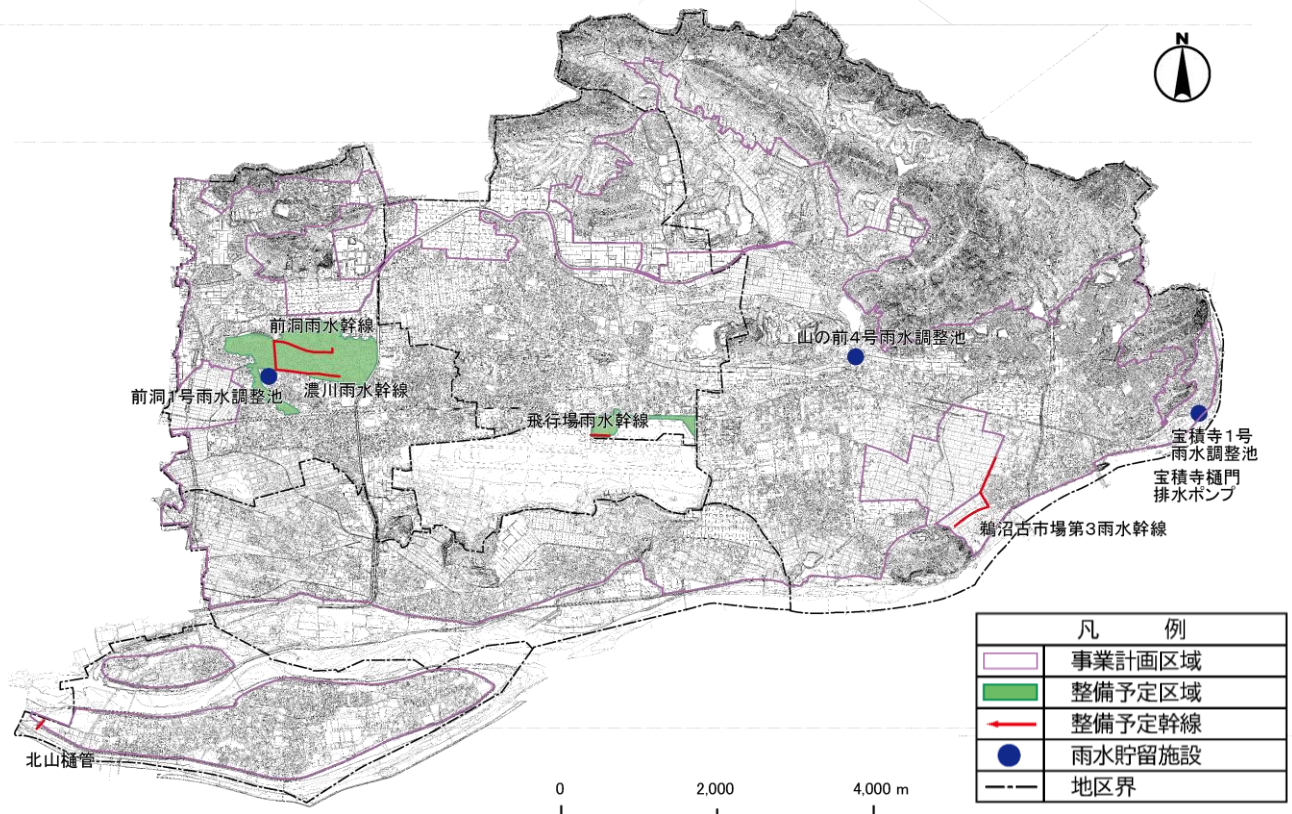 N
前洞雨水幹線
山の前4号雨水調整池
前洞1号雨水調整池
濃川雨水幹線
飛行場雨水幹線
宝積寺1号
雨水調整池
宝積寺樋門
排水ポンプ
鵜沼古市場第3雨水幹線
北山樋管
凡 例
事業計画区域
整備予定区域
整備予定幹線
雨水貯留施設
地区界
0 2,000 4,000 m